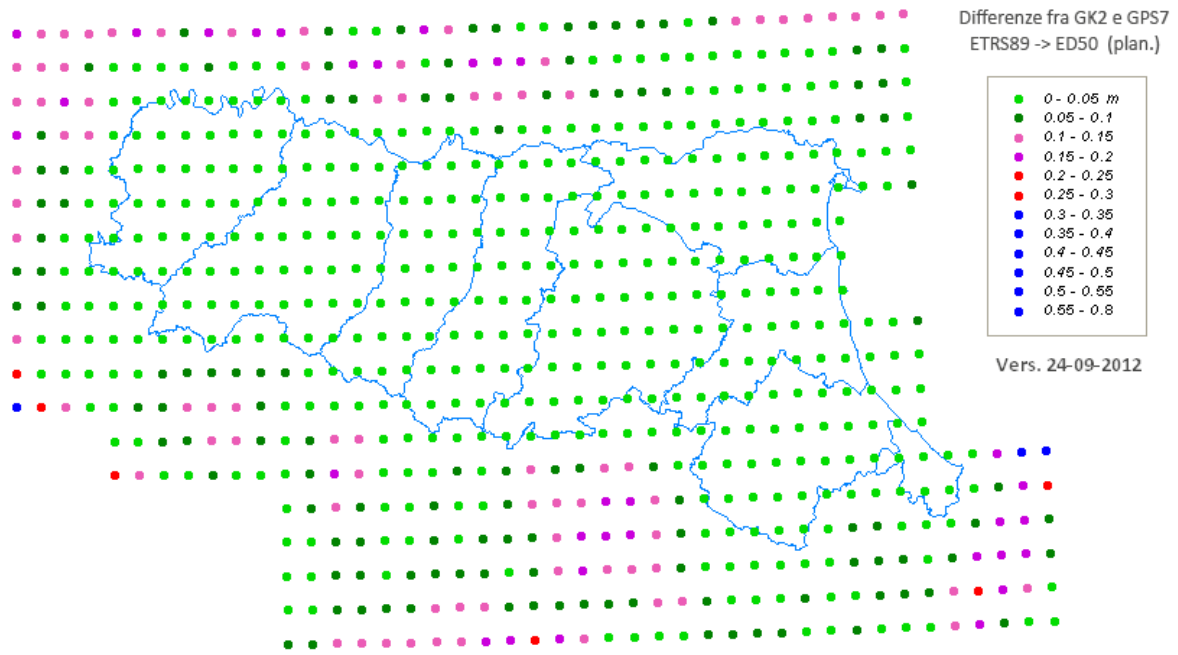 Differenze fra GK2 e GPS7
ETRS89 -> ED50 (plan.)
0 - 0.05 m
0.05 - 0.1
0.1 - 0.15
0.15 - 0.2
0.2 - 0.25
0.25 - 0.3
0.3 - 0.35
0.35 - 0.4
0.4 - 0.45
0.45 - 0.5
0.5 - 0.55
0.55 - 0.8
Vers. 24-09-2012